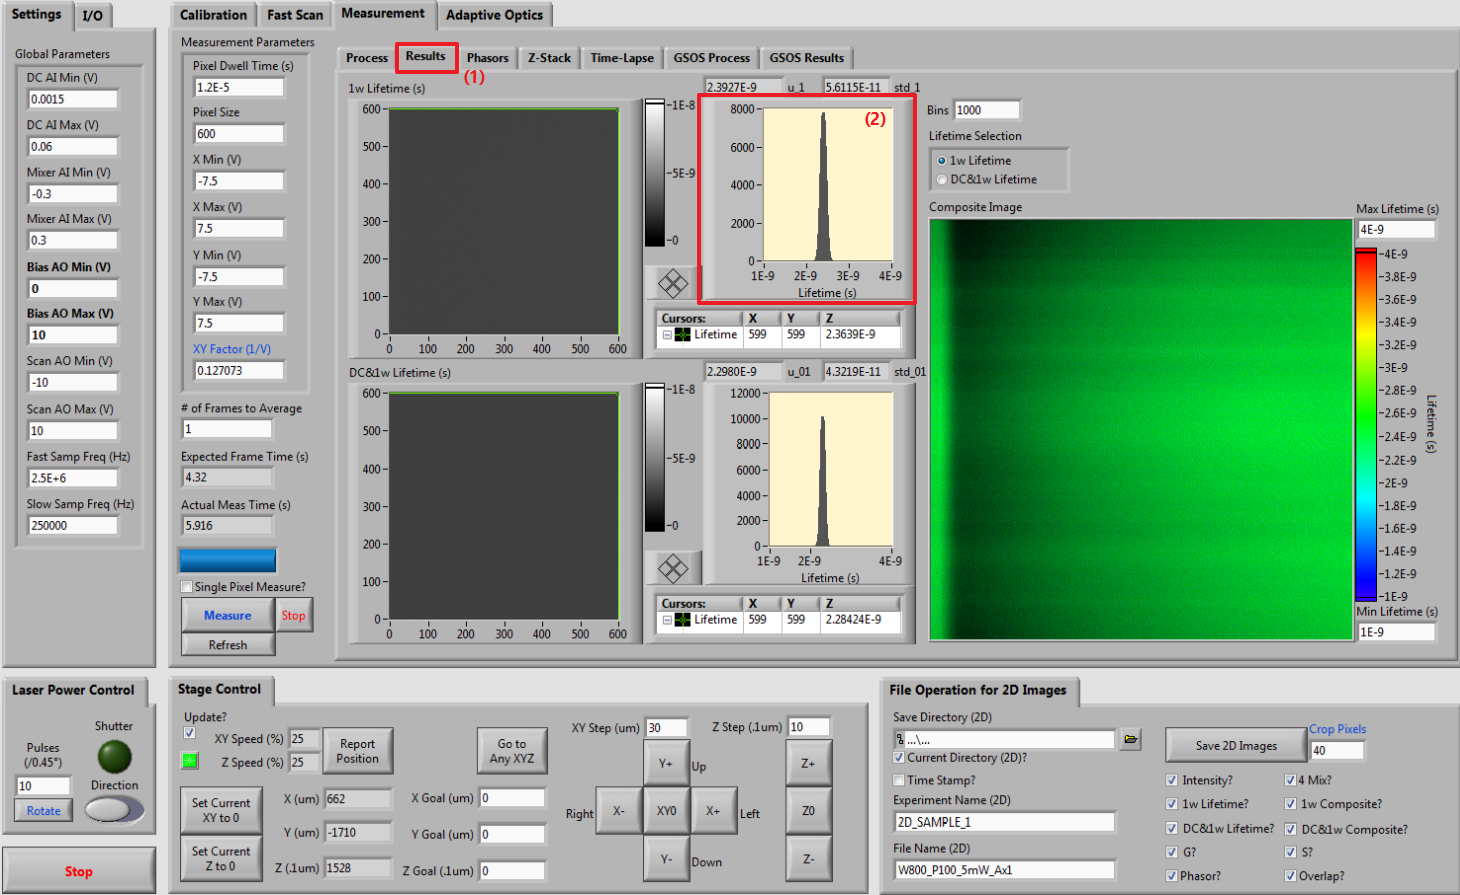 Settings
I/O
Global Parameters
DC AI Min (V)
0.0015
DC AI Max (V)
0.06
Mixer AI Min (V)
-0.3
Mixer AI Max (V)
0.3
Bias AO Min (V)
0
Bias AO Max (V)
10
Scan AO Min (V)
-10
Scan AO Max (V)
10
Fast Samp Freq (Hz)
2.5E+6
Slow Samp Freq (Hz)
250000
Calibration
Fast Scan
Measurement
Adaptive Optics
Measurement Parameters
Pixel Dwell Time (s)
1.2E-5
Pixel Size
600
X Min (V)
-7.5
X Max (V)
7.5
Y Min (V)
-7.5
Y Max (V)
7.5
XY Factor (1/V)
0.127073
# of Frames to Average
1
Expected Frame Time (s)
4.32
Actual Meas Time (s)
5.916
Single Pixel Measure?
Measure
Stop
Refresh
Process
Results
Phasors
Z-Stack
Time-Lapse
GSOS Process
GSOS Results
(1)
1w Lifetime (s)
600
500
400
300
200
100
0
0 100 200 300 400 500 600
1E-8
5E-9
0
2.3927E-9 u_1 5.6115E-11 std_1
(2)
8000
6000
4000
2000
0
1E-9 2E-9 3E-9 4E-9
Lifetime (s)
Cursors: X Y Z
Lifetime 599 599 2.3639E-9
DC&1w Lifetime (s)
600
500
400
300
200
100
0
0 100 200 300 400 500 600
1E-8
5E-9
0
2.2980E-9 u_01 4.3219E-11 std_01
12000
10000
8000
6000
4000
2000
0
1E-9 2E-9 4E-9
Lifetime (s)
Cursors: X Y Z
Lifetime 599 599 2.28424E-9
Bins 1000
Lifetime Selection
1w Lifetime
DC&1w Lifetime
Composite Image
Max Lifetime (s)
4E-9
4E-9
3.8E-9
3.6E-9
3.4E-9
3.2E-9
3E-9
2.8E-9
2.6E-9
2.4E-9
2.2E-9
2E-9
1.8E-9
1.6E-9
1.4E-9
1.2E-9
1E-9
Lifetime (s)
Min Lifetime (s)
1E-9
Laser Power Control
Shutter
Pulses
(/0.45°)
10
Direction
Rotate
Stop
Stage Control
Update?
XY Speed (%) 25
Z Speed (%) 25
Report
Position
Go to
Any XYZ
Set Current
XY to 0
Set Current
Z to 0
X (um) 662
Y (um) -1710
Z (.1um) 1528
X Goal (um) 0
Y Goal (um) 0
Z Goal (.1um) 0
XY Step (um) 30
Z Step (.1um) 10
Y+ Up
Right X- XY0 X+ Left
Y- Down
Z+
Z0
Z-
File Operation for 2D Images
Save Directory (2D)
...\...
Current Directory (2D)?
Time Stamp?
Experiment Name (2D)
2D_SAMPLE_1
File Name (2D)
W800_P100_5mW_Ax1
Save 2D Images
Crop Pixels
40
Intensity?
4 Mix?
1w Lifetime?
1w Composite?
DC&1w Lifetime?
DC&1w Composite?
G?
S?
Phasor?
Overlap?